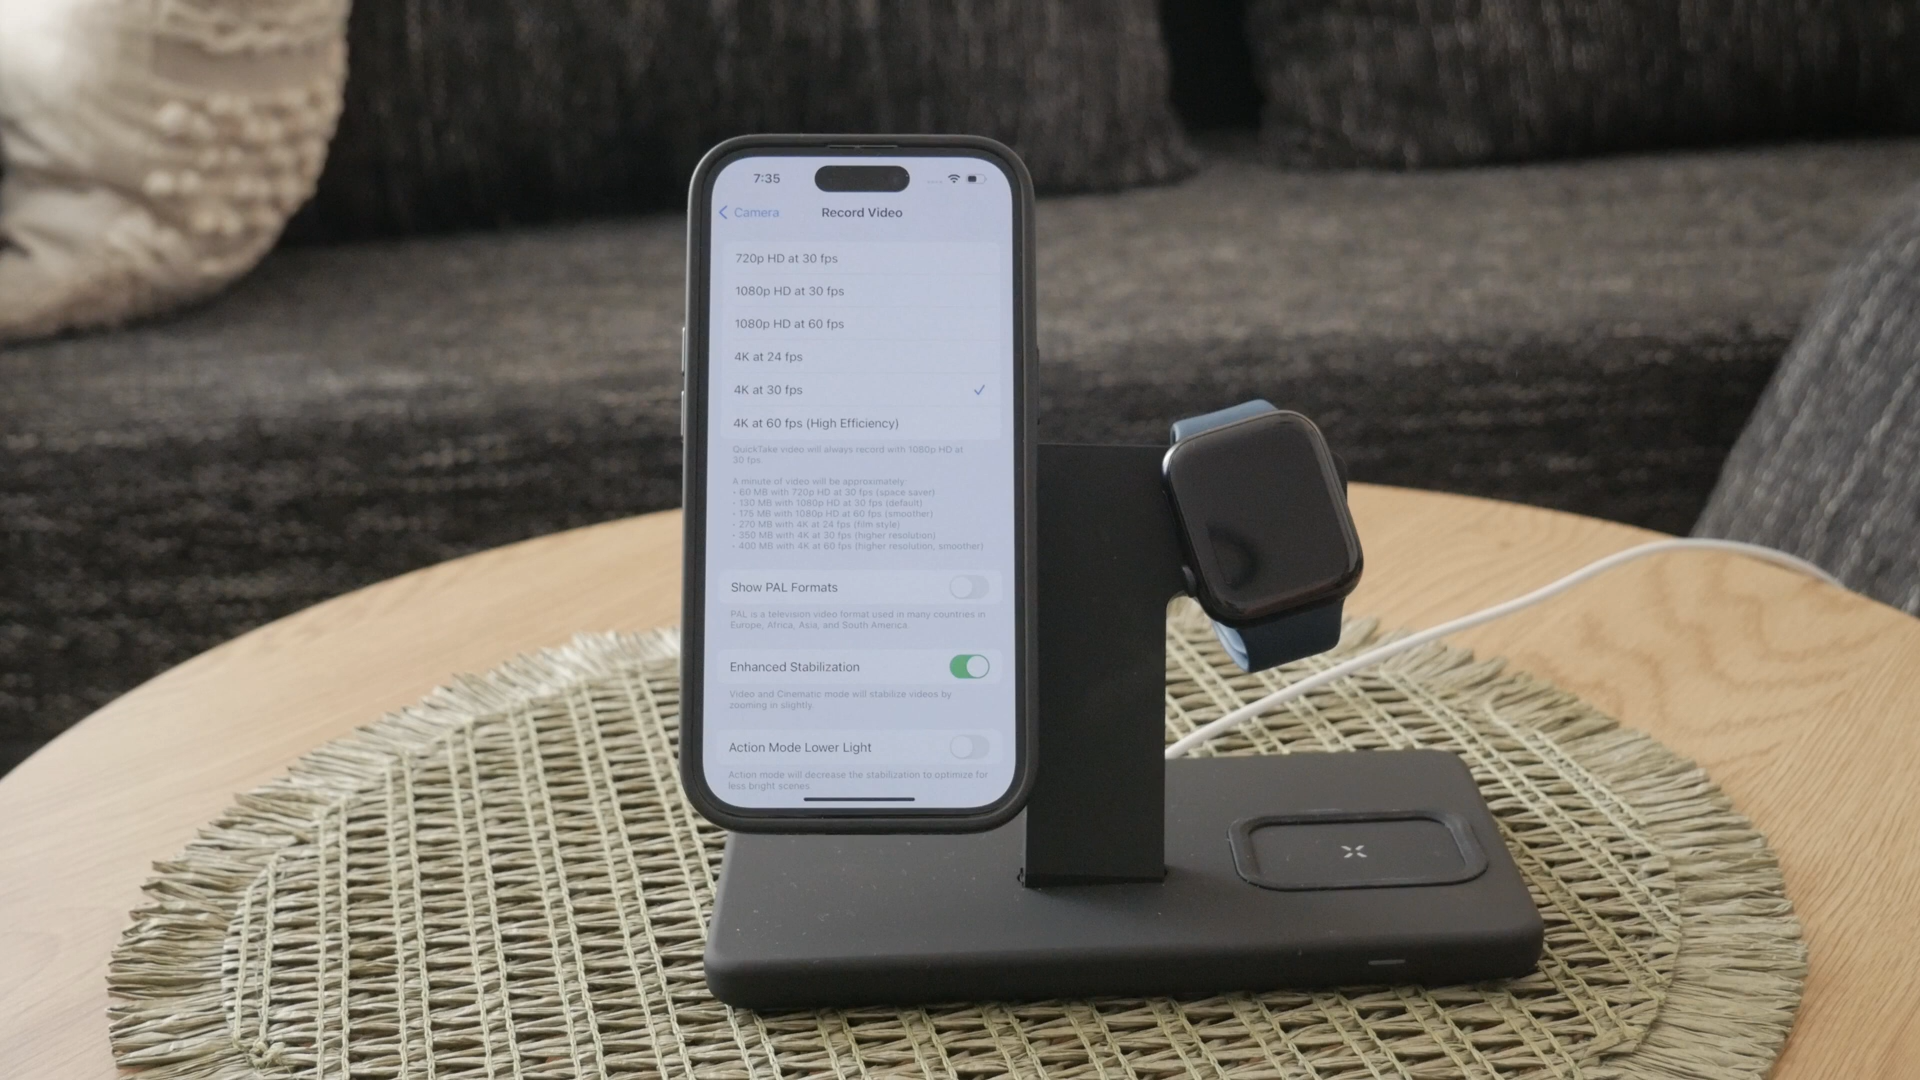 7:35
Camera
Record Video
720p HD at 30 fps
1080p HD at 30 fps
1080p HD at 60 fps
4K at 24 fps
4K at 30 fps
4K at 60 fps (High Efficiency)
QuickTake video will always record with 1080p HD at
30 fps.
A minute of video will be approximately:
- 60 MB with 720p HD at 30 fps (space saver)
- 130 MB with 1080p HD at 30 fps (default)
- 175 MB with 1080p HD at 60 fps (smoother)
- 270 MB with 4K at 24 fps (film style)
- 350 MB with 4K at 30 fps (higher resolution)
- 400 MB with 4K at 60 fps (higher resolution, smoother)
Show PAL Formats
PAL is a television video format used in many countries in
Europe, Africa, Asia, and South America.
Enhanced Stabilization
Video and Cinematic mode will stabilize videos by
zooming in slightly.
Action Mode Lower Light
Action mode will decrease the stabilization to optimize for
less bright scenes.